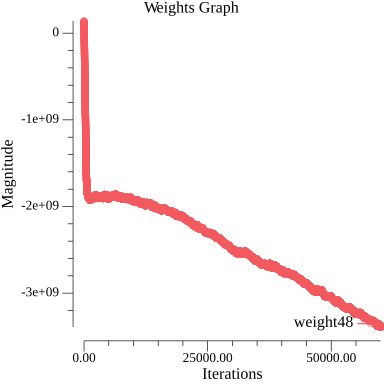 Weights Graph
0
-1e+09
-2e+09
-3e+09
Magnitude
weight48
0.00 25000.00 50000.00
Iterations